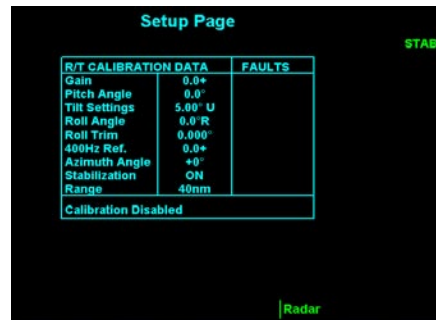 Setup Page
STAB
R/T CALIBRATION DATA FAULTS
Gain 0.0+
Pitch Angle 0.0°
Tilt Settings 5.00° U
Roll Angle 0.0°R
Roll Trim 0.000°
400Hz Ref. 0.0+
Azimuth Angle +0°
Stabilization ON
Range 40nm
Calibration Disabled
Radar